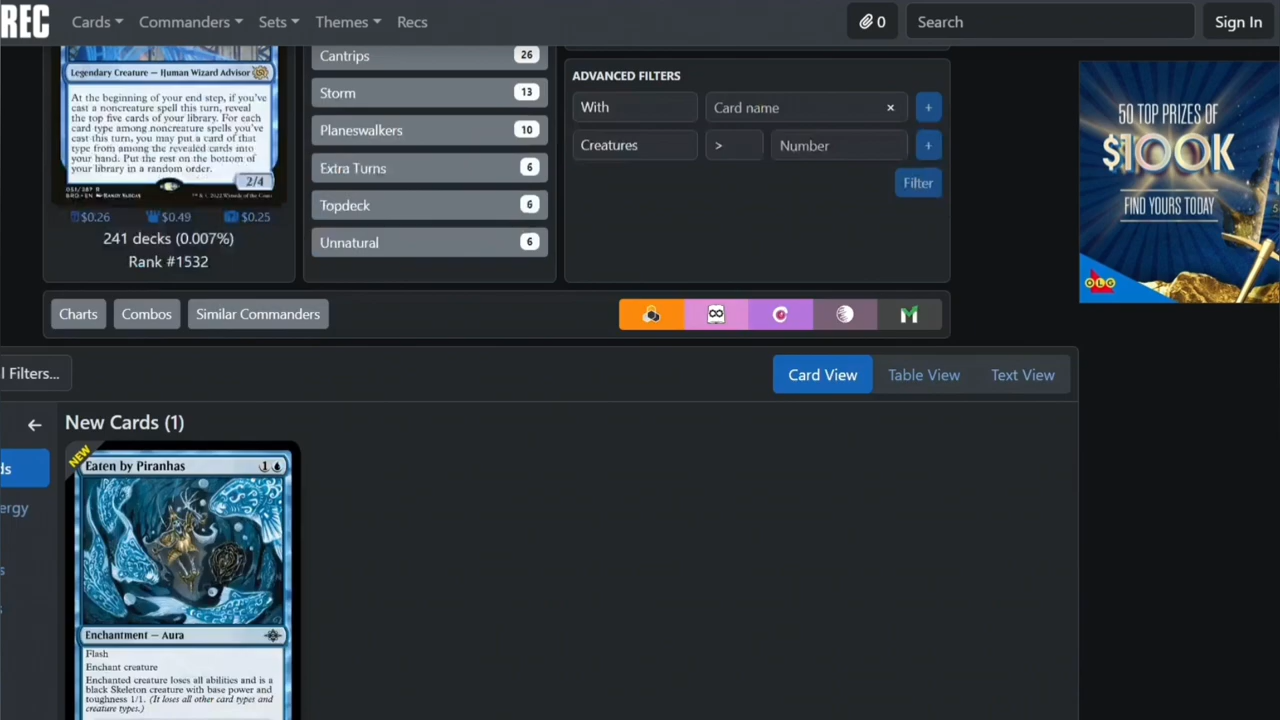 REC
Cards
Commanders
Sets
Themes
Recs
0
Search
Sign In
Legendary Creature — Human Wizard Advisor
At the beginning of your end step, if you've
cast a noncreature spell this turn, reveal
the top five cards of your library. For each
card type among noncreature spells you've
cast this turn, you may put a card of that
type from among the revealed cards into
your hand. Put the rest on the bottom of
your library in a random order.
2/4
$0.26
$0.49
$0.25
241 decks (0.007%)
Rank #1532
Cantrips
26
Storm
13
Planeswalkers
10
Extra Turns
6
Topdeck
6
Unnatural
6
ADVANCED FILTERS
With
Card name
×
+
Creatures
>
Number
+
Filter
50 TOP PRIZES OF
$100K
FIND YOURS TODAY
OLG
Charts
Combos
Similar Commanders
l Filters...
Card View
Table View
Text View
New Cards (1)
ds
ergy
s
NEW
Eaten by Piranhas
1
Enchantment — Aura
Flash
Enchant creature
Enchanted creature loses all abilities and is a
black Skeleton creature with base power and
toughness 1/1. (It loses all other card types and
creature types.)